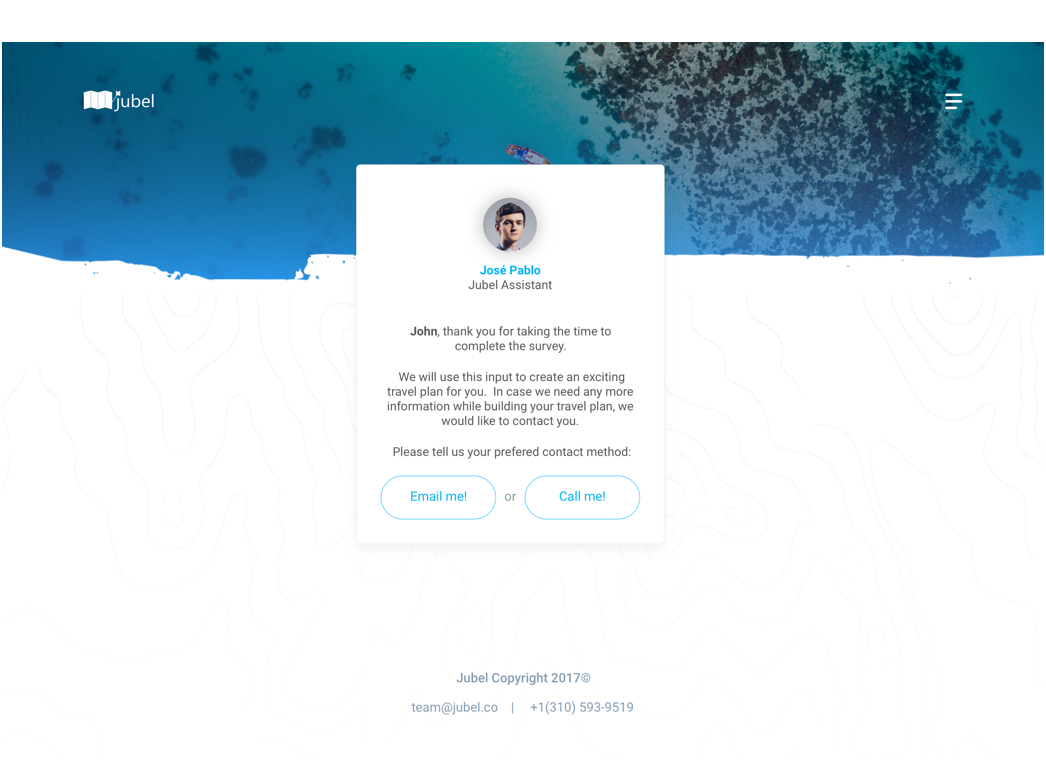 jubel
José Pablo
Jubel Assistant
John, thank you for taking the time to
complete the survey.
We will use this input to create an exciting
travel plan for you. In case we need any more
information while building your travel plan, we
would like to contact you.
Please tell us your prefered contact method:
Email me! or Call me!
Jubel Copyright 2017©
team@jubel.co | +1(310) 593-9519